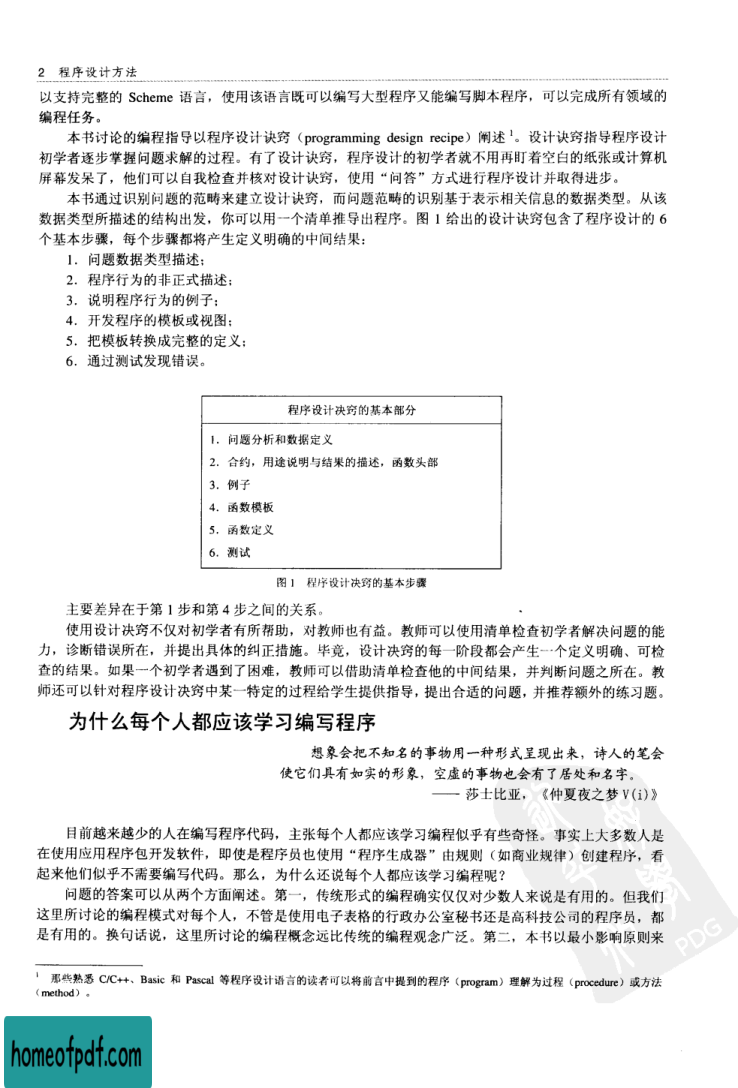 2 程序设计方法
以支持完整的 Scheme 语言，使用该语言既可以编写大型程序又能编写脚本程序，可以完成所有领域的
编程任务。
本书讨论的编程指导以程序设计诀窍（programming design recipe）阐述 1。设计诀窍指导程序设计
初学者逐步掌握问题求解的过程。有了设计诀窍，程序设计的初学者就不用再盯着空白的纸张或计算机
屏幕发呆了，他们可以自我检查并核对设计诀窍，使用“问答”方式进行程序设计并取得进步。
本书通过识别问题的范畴来建立设计诀窍，而问题范畴的识别基于表示相关信息的数据类型。从该
数据类型所描述的结构出发，你可以用一个清单推导出程序。图 1 给出的设计诀窍包含了程序设计的 6
个基本步骤，每个步骤都将产生定义明确的中间结果：
1．问题数据类型描述；
2．程序行为的非正式描述；
3．说明程序行为的例子；
4．开发程序的模板或视图；
5．把模板转换成完整的定义；
6．通过测试发现错误。
程序设计决窍的基本部分
1．问题分析和数据定义
2．合约，用途说明与结果的描述，函数头部
3．例子
4．函数模板
5．函数定义
6．测试
图 1 程序设计决窍的基本步骤
主要差异在于第 1 步和第 4 步之间的关系。
使用设计决窍不仅对初学者有所帮助，对教师也有益。教师可以使用清单检查初学者解决问题的能
力，诊断错误所在，并提出具体的纠正措施。毕竟，设计决窍的每一阶段都会产生一个定义明确、可检
查的结果。如果一个初学者遇到了困难，教师可以借助清单检查他的中间结果，并判断问题之所在。教
师还可以针对程序设计决窍中某一特定的过程给学生提供指导，提出合适的问题，并推荐额外的练习题。
为什么每个人都应该学习编写程序
想象会把不知名的事物用一种形式呈现出来，诗人的笔会
使它们具有如实的形象，空虚的事物也会有了居处和名字。
—— 莎士比亚，《仲夏夜之梦 V(i)》
目前越来越少的人在编写程序代码，主张每个人都应该学习编程似乎有些奇怪。事实上大多数人是
在使用应用程序包开发软件，即使是程序员也使用“程序生成器”由规则（如商业规律）创建程序，看
起来他们似乎不需要编写代码。那么，为什么还说每个人都应该学习编程呢？
问题的答案可以从两个方面阐述。第一，传统形式的编程确实仅仅对少数人来说是有用的。但我们
这里所讨论的编程模式对每个人，不管是使用电子表格的行政办公室秘书还是高科技公司的程序员，都
是有用的。换句话说，这里所讨论的编程概念远比传统的编程观念广泛。第二，本书以最小影响原则来
1 那些熟悉 C/C++、Basic 和 Pascal 等程序设计语言的读者可以将前言中提到的程序（program）理解为过程（procedure）或方法
（method）。
PDG
homeofpdf.com